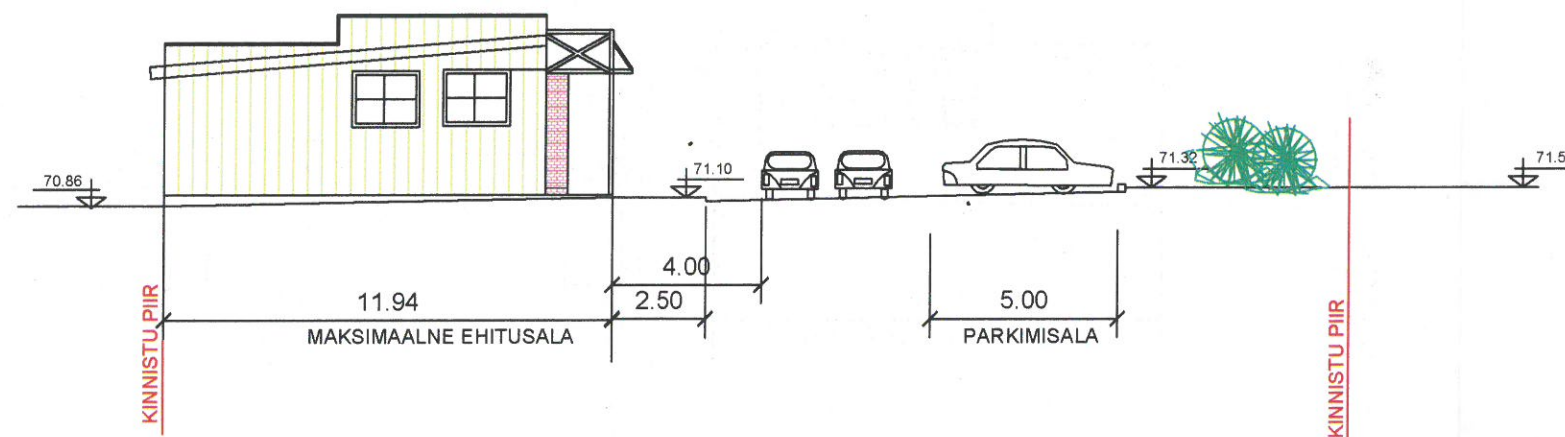 70.86
71.10
71.32
71.5
4.00
11.94
2.50
5.00
MAKSIMAALNE EHITUSALA
PARKIMISALA
KINNISTU PIIR
KINNISTU PIIR